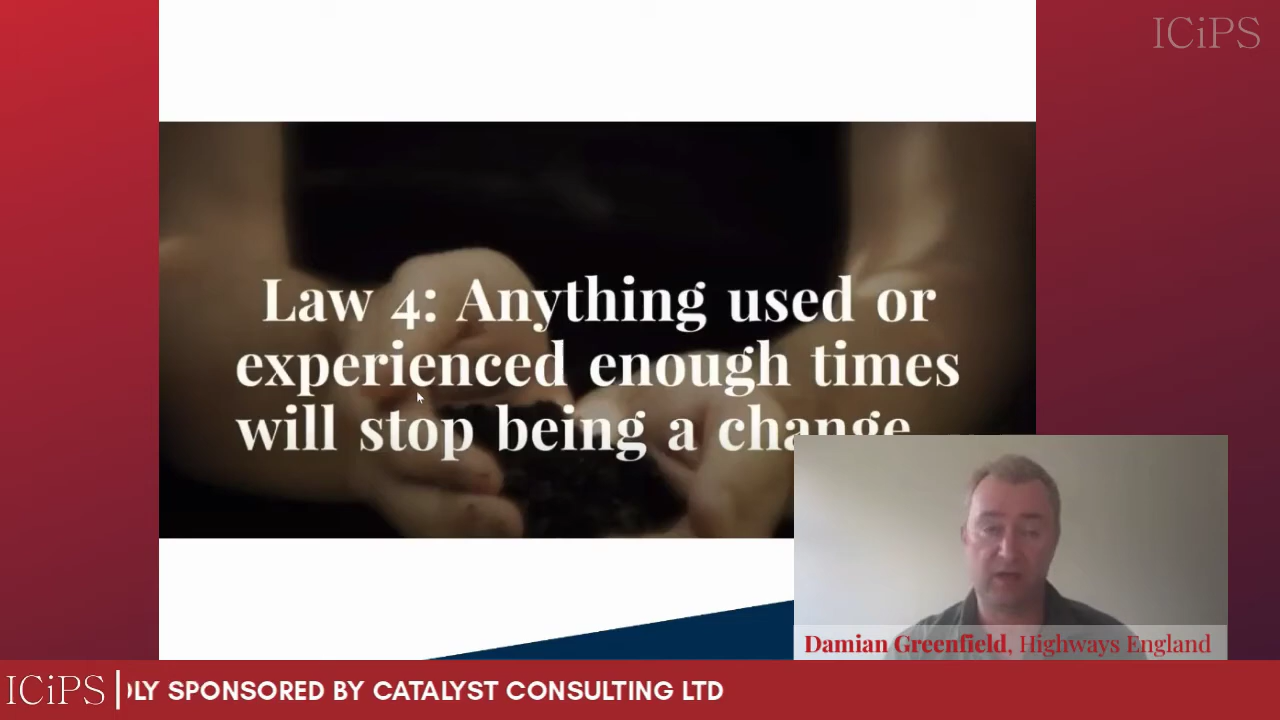 ICiPS
Law 4: Anything used or
experienced enough times
will stop being a change
Damian Greenfield, Highways England
ICiPS
LY SPONSORED BY CATALYST CONSULTING LTD